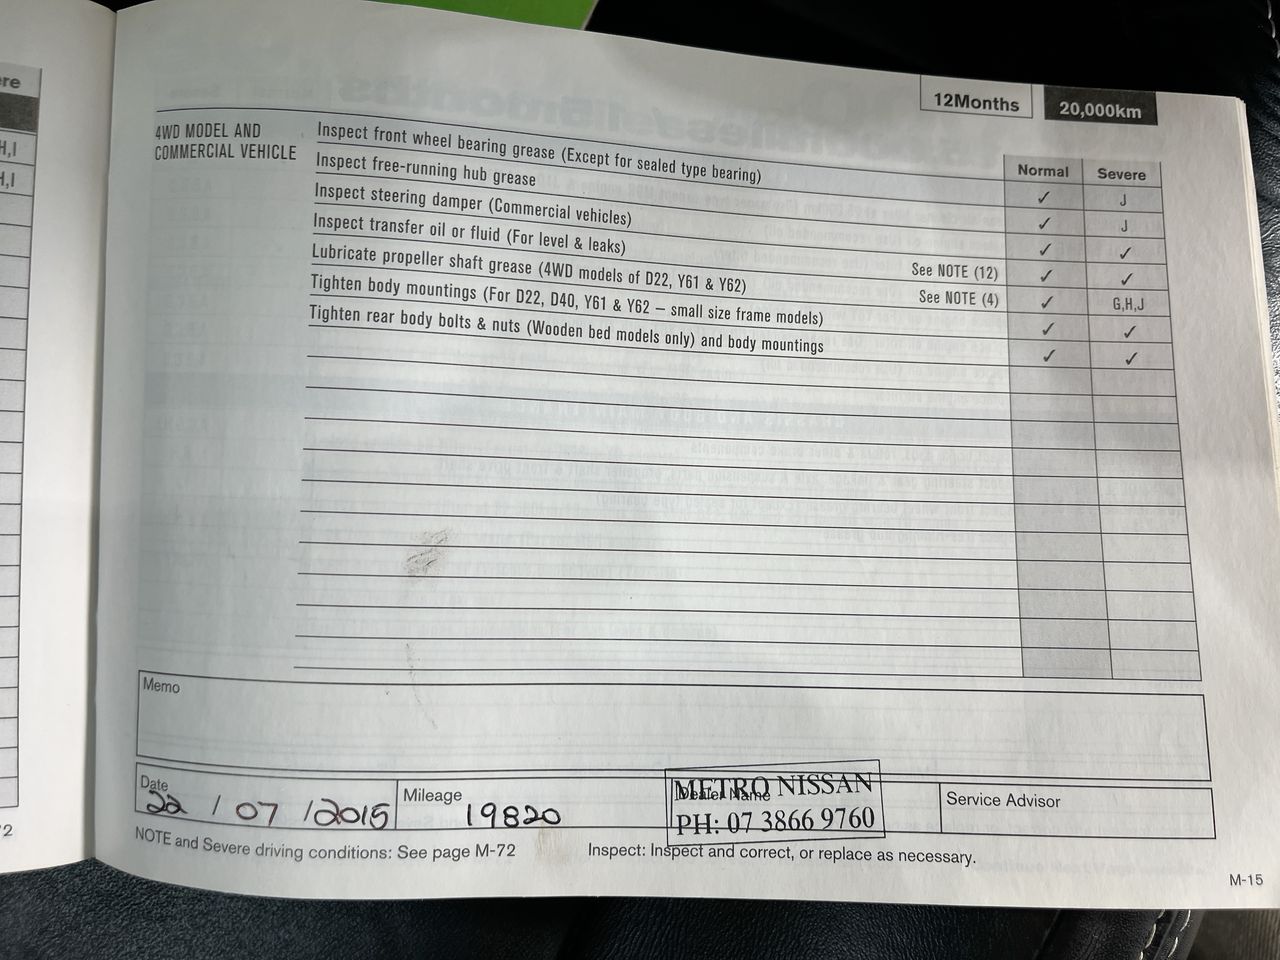 ere
H,I
H,I
2
12Months 20,000km
Normal Severe
4WD MODEL AND
COMMERCIAL VEHICLE
Inspect front wheel bearing grease (Except for sealed type bearing) ✓ J
Inspect free-running hub grease ✓ J
Inspect steering damper (Commercial vehicles) ✓ ✓
Inspect transfer oil or fluid (For level & leaks) See NOTE (12) ✓ ✓
Lubricate propeller shaft grease (4WD models of D22, Y61 & Y62) See NOTE (4) ✓ G,H,J
Tighten body mountings (For D22, D40, Y61 & Y62 – small size frame models) ✓ ✓
Tighten rear body bolts & nuts (Wooden bed models only) and body mountings ✓ ✓
Memo
Date
22 / 07 / 2015
Mileage
19820
Dealer Name
METRO NISSAN
PH: 07 3866 9760
Service Advisor
NOTE and Severe driving conditions: See page M-72
Inspect: Inspect and correct, or replace as necessary.
M-15